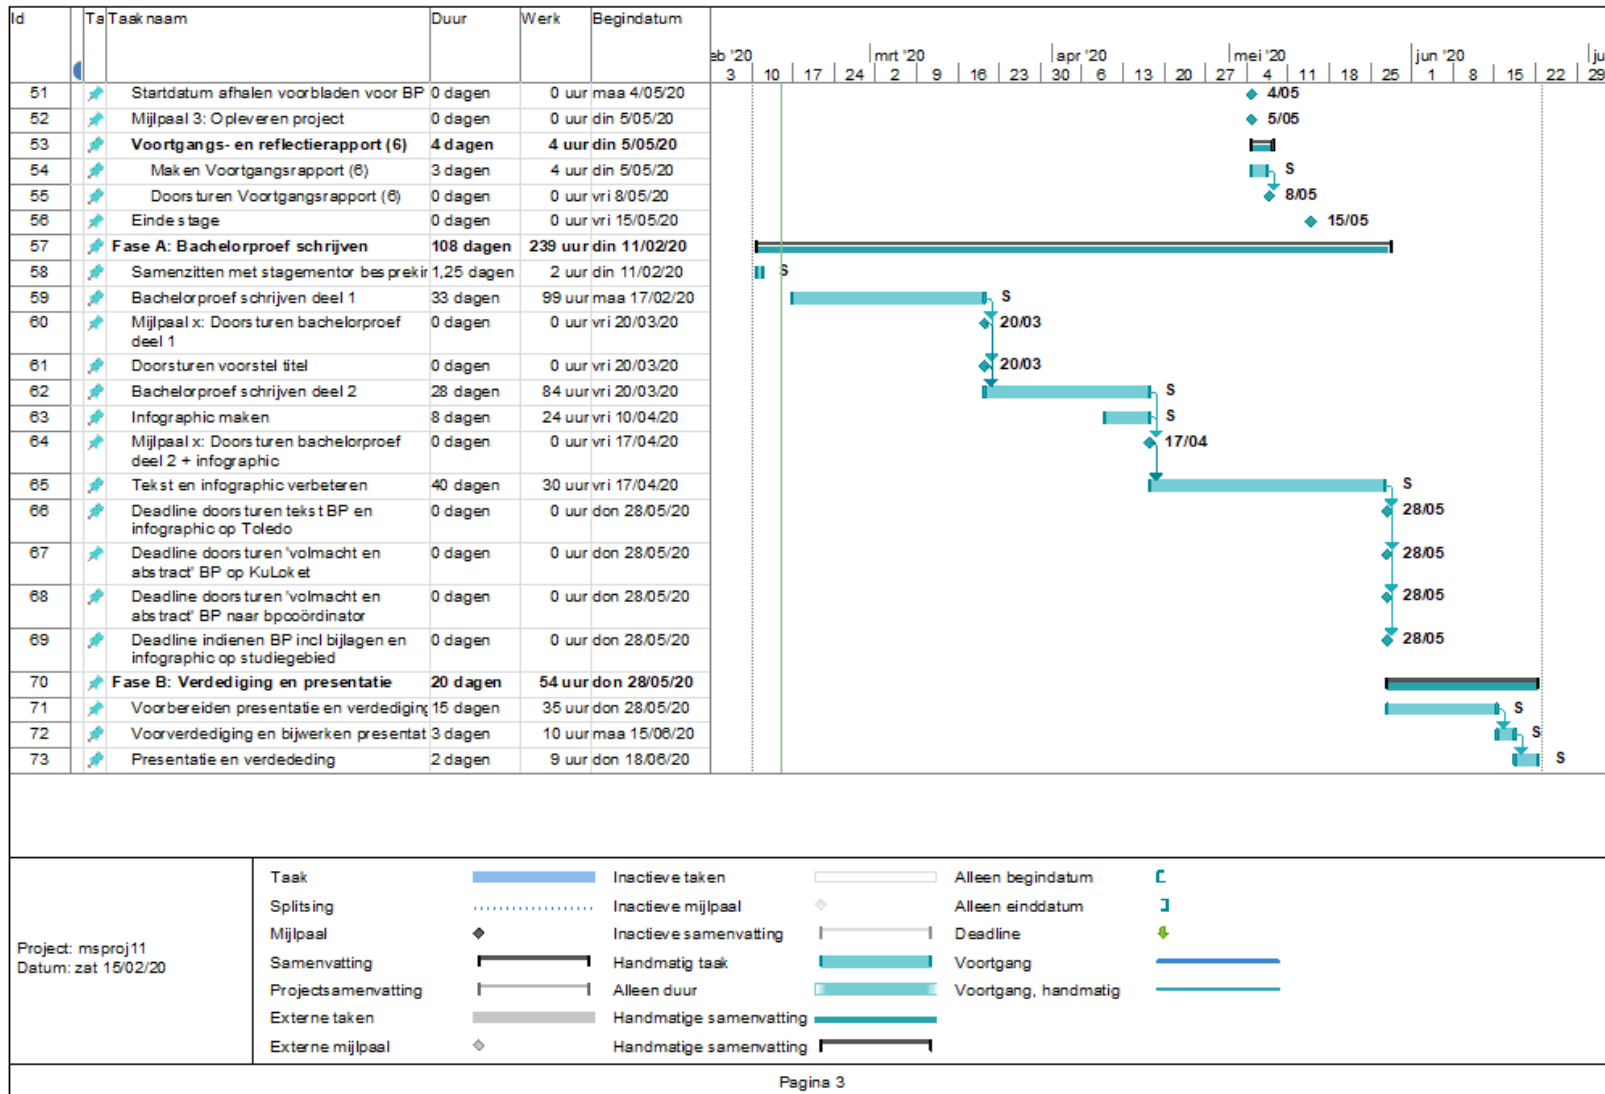 Id Ta Taaknaam Duur Werk Begindatum
eb '20 mrt '20 apr '20 mei '20 jun '20 ju
3 10 17 24 2 9 16 23 30 6 13 20 27 4 11 18 25 1 8 15 22 29
51 Startdatum afhalen voorbladen voor BP 0 dagen 0 uur maa 4/05/20 4/05
52 Mijlpaal 3: Opleveren project 0 dagen 0 uur din 5/05/20 5/05
53 Voortgangs- en reflectierapport (6) 4 dagen 4 uur din 5/05/20
54 Maken Voortgangsrapport (6) 3 dagen 4 uur din 5/05/20 S
55 Doorsturen Voortgangsrapport (6) 0 dagen 0 uur vri 8/05/20 8/05
56 Einde stage 0 dagen 0 uur vri 15/05/20 15/05
57 Fase A: Bachelorproef schrijven 108 dagen 239 uur din 11/02/20
58 Samenzitten met stagementor besprekin 1,25 dagen 2 uur din 11/02/20 S
59 Bachelorproef schrijven deel 1 33 dagen 99 uur maa 17/02/20 S
60 Mijlpaal x: Doorsturen bachelorproef 0 dagen 0 uur vri 20/03/20 20/03
deel 1
61 Doorsturen voorstel titel 0 dagen 0 uur vri 20/03/20 20/03
62 Bachelorproef schrijven deel 2 28 dagen 84 uur vri 20/03/20 S
63 Infographic maken 8 dagen 24 uur vri 10/04/20 S
64 Mijlpaal x: Doorsturen bachelorproef 0 dagen 0 uur vri 17/04/20 17/04
deel 2 + infographic
65 Tekst en infographic verbeteren 40 dagen 30 uur vri 17/04/20 S
66 Deadline doorsturen tekst BP en 0 dagen 0 uur don 28/05/20 28/05
infographic op Toledo
67 Deadline doorsturen 'volmacht en 0 dagen 0 uur don 28/05/20 28/05
abstract' BP op KuLoket
68 Deadline doorsturen 'volmacht en 0 dagen 0 uur don 28/05/20 28/05
abstract' BP naar bpcoördinator
69 Deadline indienen BP incl bijlagen en 0 dagen 0 uur don 28/05/20 28/05
infographic op studiegebied
70 Fase B: Verdediging en presentatie 20 dagen 54 uur don 28/05/20
71 Voorbereiden presentatie en verdediging 15 dagen 35 uur don 28/05/20 S
72 Voorverdediging en bijwerken presentat 3 dagen 10 uur maa 15/06/20 S
73 Presentatie en verdededing 2 dagen 9 uur don 18/06/20 S
Project: msproj11
Datum: zat 15/02/20
Taak Inactieve taken Alleen begindatum
Splitsing Inactieve mijlpaal Alleen einddatum
Mijlpaal Inactieve samenvatting Deadline
Samenvatting Handmatig taak Voortgang
Projectsamenvatting Alleen duur Voortgang, handmatig
Externe taken Handmatige samenvatting
Externe mijlpaal Handmatige samenvatting
Pagina 3